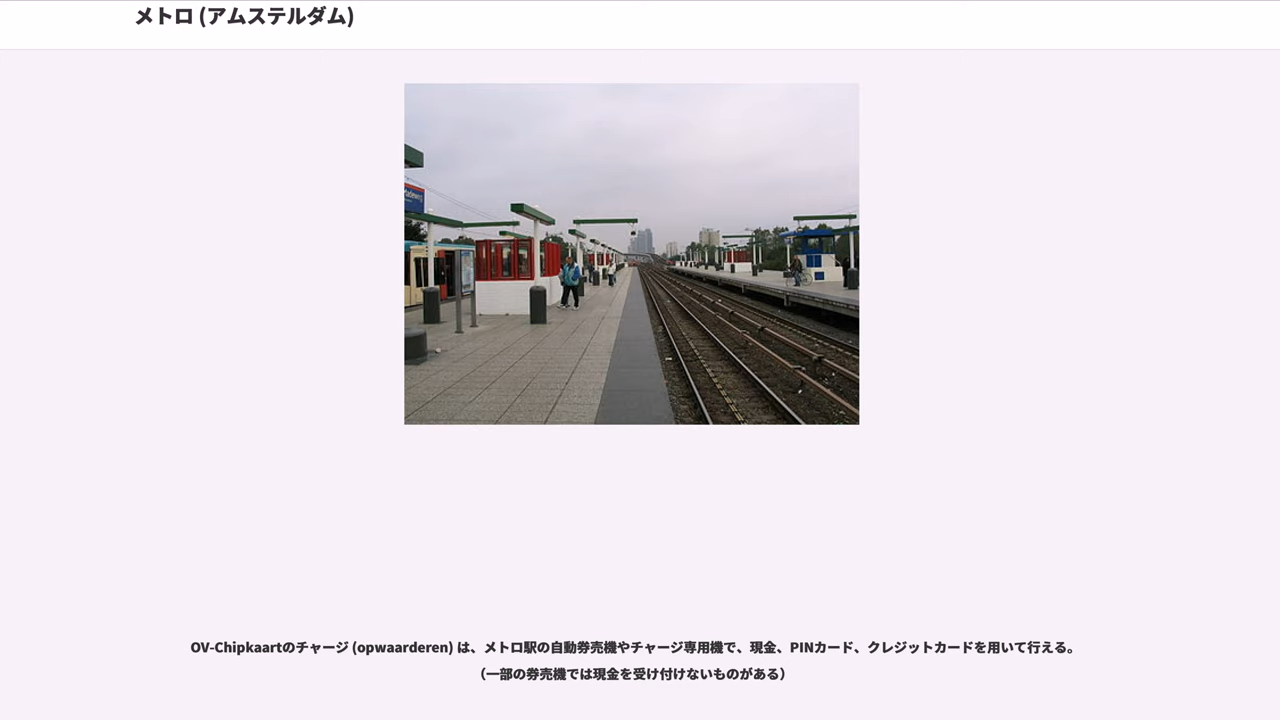 メトロ (アムステルダム)
OV-Chipkaartのチャージ (opwaarderen) は、メトロ駅の自動券売機やチャージ専用機で、現金、PINカード、クレジットカードを用いて行える。
（一部の券売機では現金を受け付けないものがある）